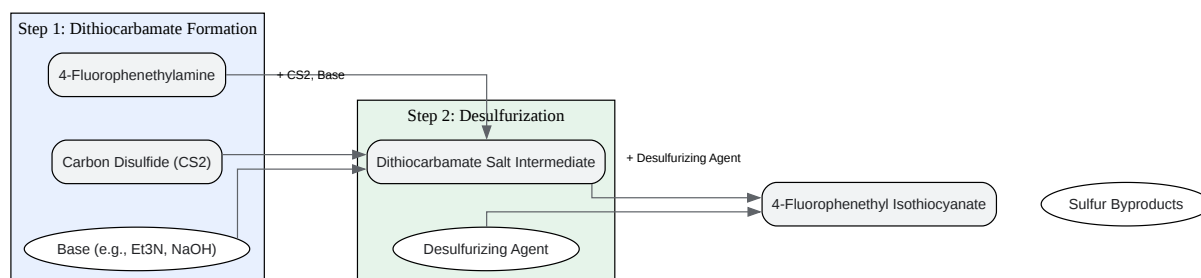 Step 1: Dithiocarbamate Formation
4-Fluorophenethylamine
+ CS2, Base
Step 2: Desulfurization
Carbon Disulfide (CS2)
Dithiocarbamate Salt Intermediate
+ Desulfurizing Agent
4-Fluorophenethyl Isothiocyanate
Sulfur Byproducts
Base (e.g., Et3N, NaOH)
Desulfurizing Agent